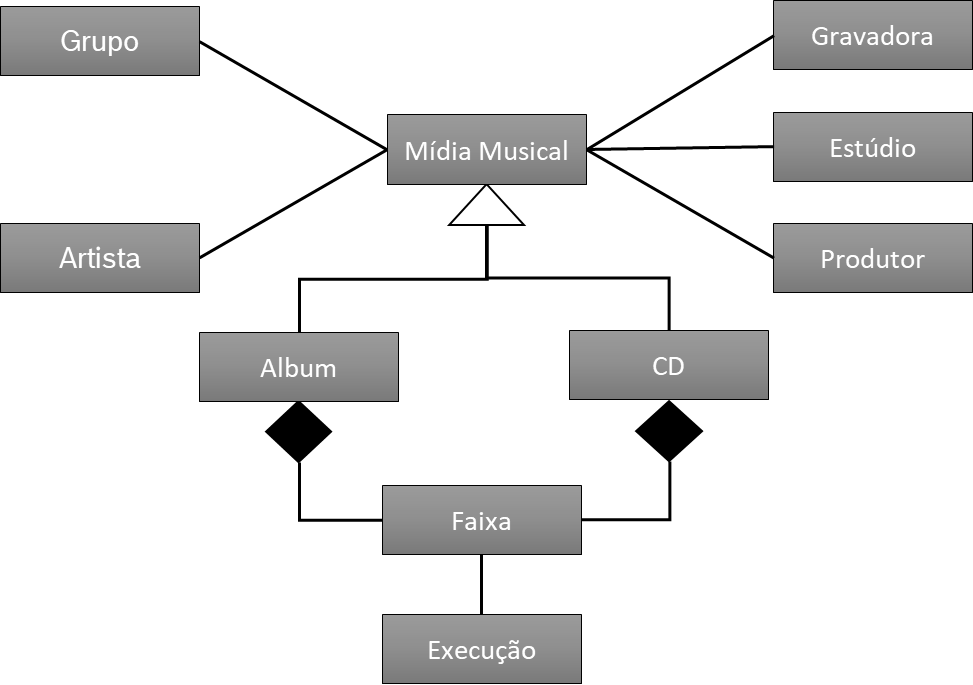 Grupo
Gravadora
Mídia Musical
Estúdio
Artista
Produtor
Album
CD
Faixa
Execução